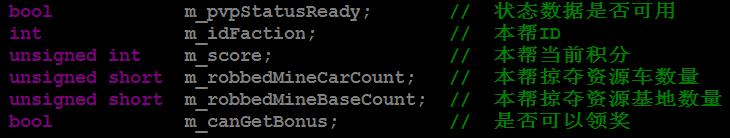 bool m_pvpStatusReady; // 状态数据是否可用
int m_idFaction; // 本帮ID
unsigned int m_score; // 本帮当前积分
unsigned short m_robbedMineCarCount; // 本帮掠夺资源车数量
unsigned short m_robbedMineBaseCount; // 本帮掠夺资源基地数量
bool m_canGetBonus; // 是否可以领奖